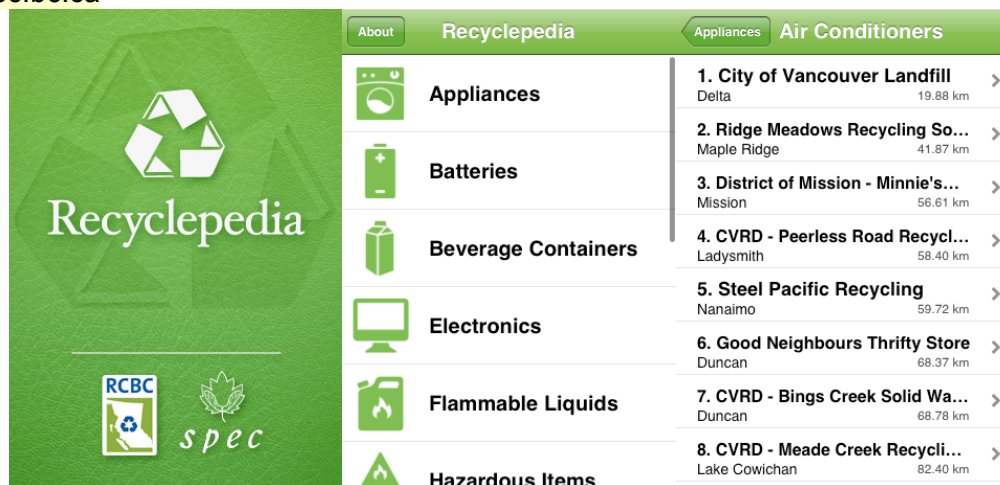 Recyclepedia
RCBC
spec
About
Recyclepedia
Appliances
Batteries
Beverage Containers
Electronics
Flammable Liquids
Hazardous Items
Appliances
Air Conditioners
1. City of Vancouver Landfill
Delta 19.88 km
2. Ridge Meadows Recycling So...
Maple Ridge 41.87 km
3. District of Mission - Minnie's...
Mission 56.61 km
4. CVRD - Peerless Road Recycl...
Ladysmith 58.40 km
5. Steel Pacific Recycling
Nanaimo 59.72 km
6. Good Neighbours Thrifty Store
Duncan 68.37 km
7. CVRD - Bings Creek Solid Wa...
Duncan 68.78 km
8. CVRD - Meade Creek Recycli...
Lake Cowichan 82.40 km